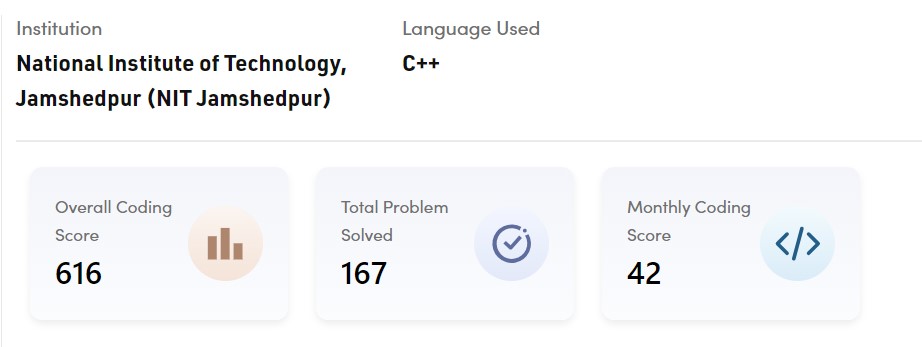 Institution
National Institute of Technology,
Jamshedpur (NIT Jamshedpur)
Language Used
C++
Overall Coding
Score
616
Total Problem
Solved
167
Monthly Coding
Score
42